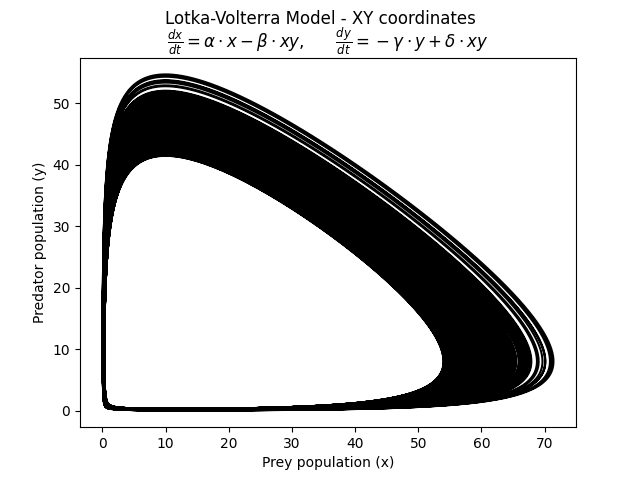 Lotka-Volterra Model - XY coordinates
dx/dt = α · x − β · xy, dy/dt = −γ · y + δ · xy
50
40
30
20
10
0
Predator population (y)
0 10 20 30 40 50 60 70
Prey population (x)